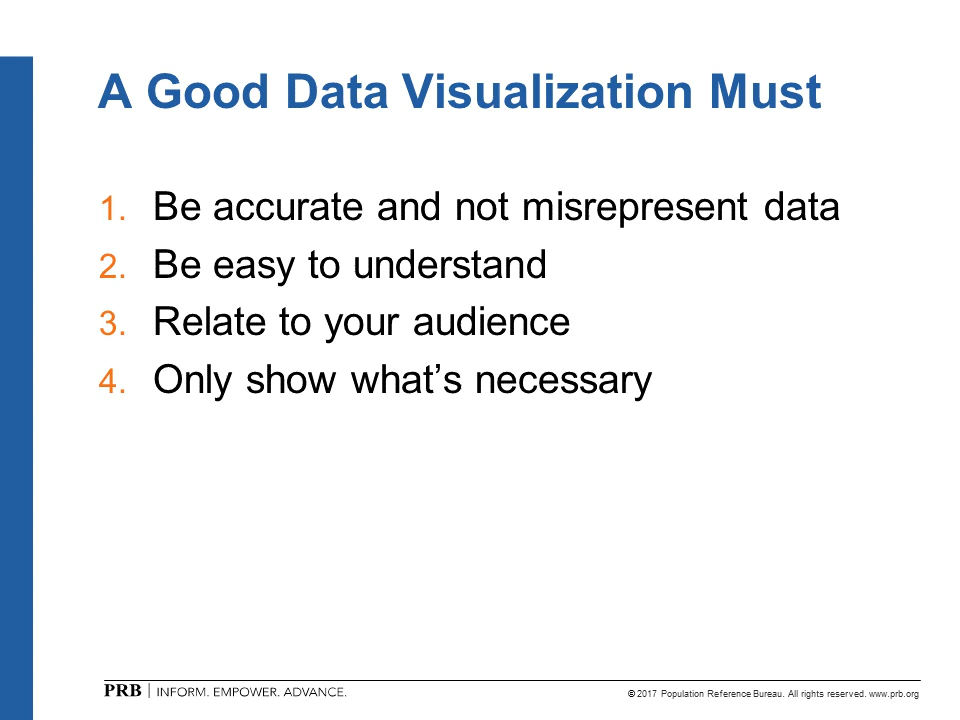 A Good Data Visualization Must
1. Be accurate and not misrepresent data
2. Be easy to understand
3. Relate to your audience
4. Only show what’s necessary
PRB | INFORM. EMPOWER. ADVANCE.
© 2017 Population Reference Bureau. All rights reserved. www.prb.org